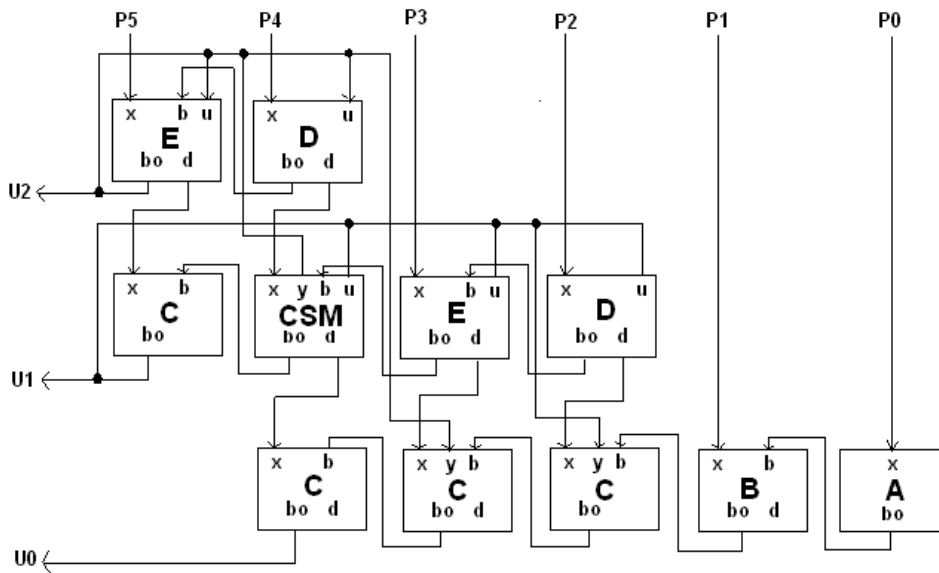 P5 P4 P3 P2 P1 P0
x b u x u
E D
bo d bo d
U2
x b x y b u x b u x u
C CSM E D
bo bo d bo d bo d
U1
x b x y b x y b x b x
C C C B A
bo d bo d bo bo d bo
U0